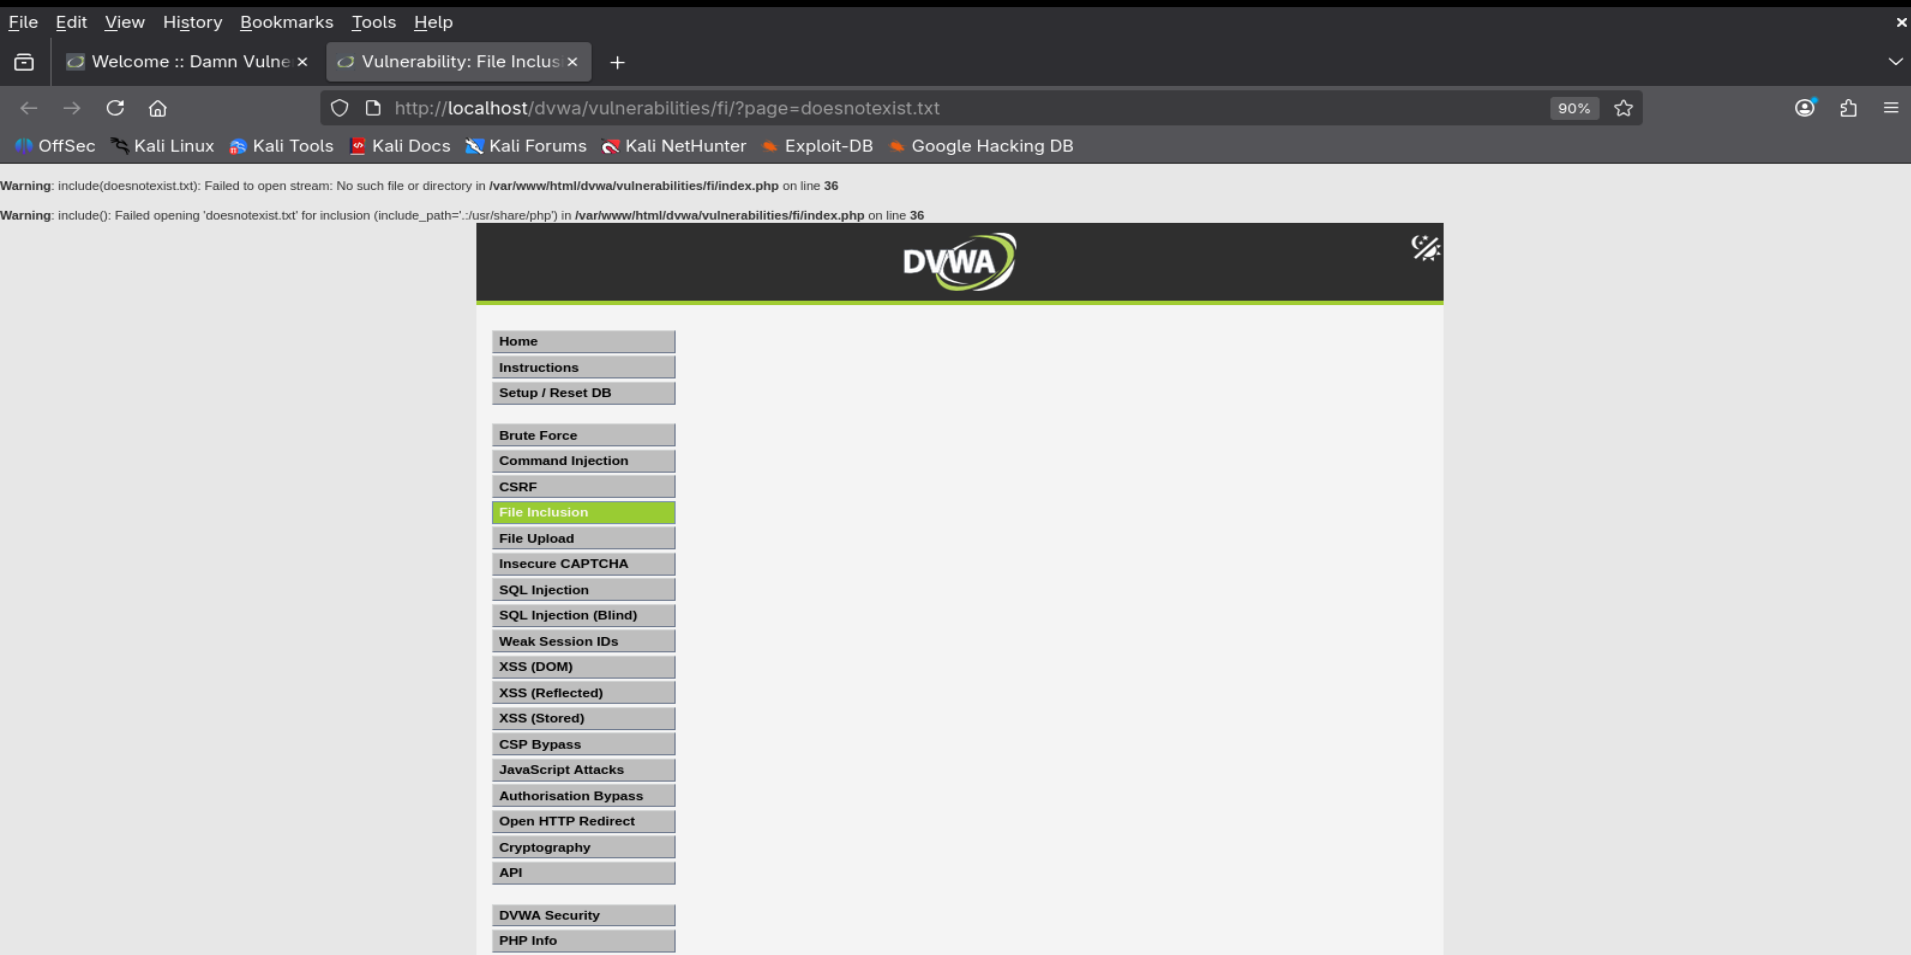 File Edit View History Bookmarks Tools Help
Welcome :: Damn Vulne
Vulnerability: File Inclus
http://localhost/dvwa/vulnerabilities/fi/?page=doesnotexist.txt 90%
OffSec Kali Linux Kali Tools Kali Docs Kali Forums Kali NetHunter Exploit-DB Google Hacking DB
Warning: include(doesnotexist.txt): Failed to open stream: No such file or directory in /var/www/html/dvwa/vulnerabilities/fi/index.php on line 36
Warning: include(): Failed opening 'doesnotexist.txt' for inclusion (include_path='.:/usr/share/php') in /var/www/html/dvwa/vulnerabilities/fi/index.php on line 36
DVWA
Home
Instructions
Setup / Reset DB
Brute Force
Command Injection
CSRF
File Inclusion
File Upload
Insecure CAPTCHA
SQL Injection
SQL Injection (Blind)
Weak Session IDs
XSS (DOM)
XSS (Reflected)
XSS (Stored)
CSP Bypass
JavaScript Attacks
Authorisation Bypass
Open HTTP Redirect
Cryptography
API
DVWA Security
PHP Info